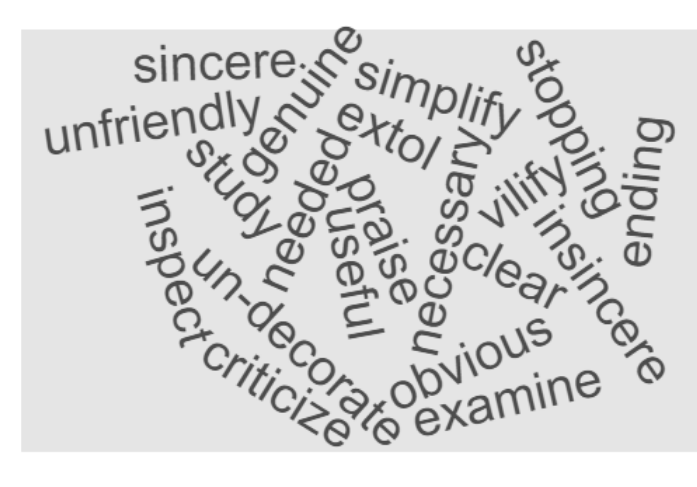 sincere
genuine
simplify
stopping
unfriendly
extol
ending
study
needed
praise
necessary
vilify
inspect
useful
insincere
un-decorate
clear
criticize
obvious
examine